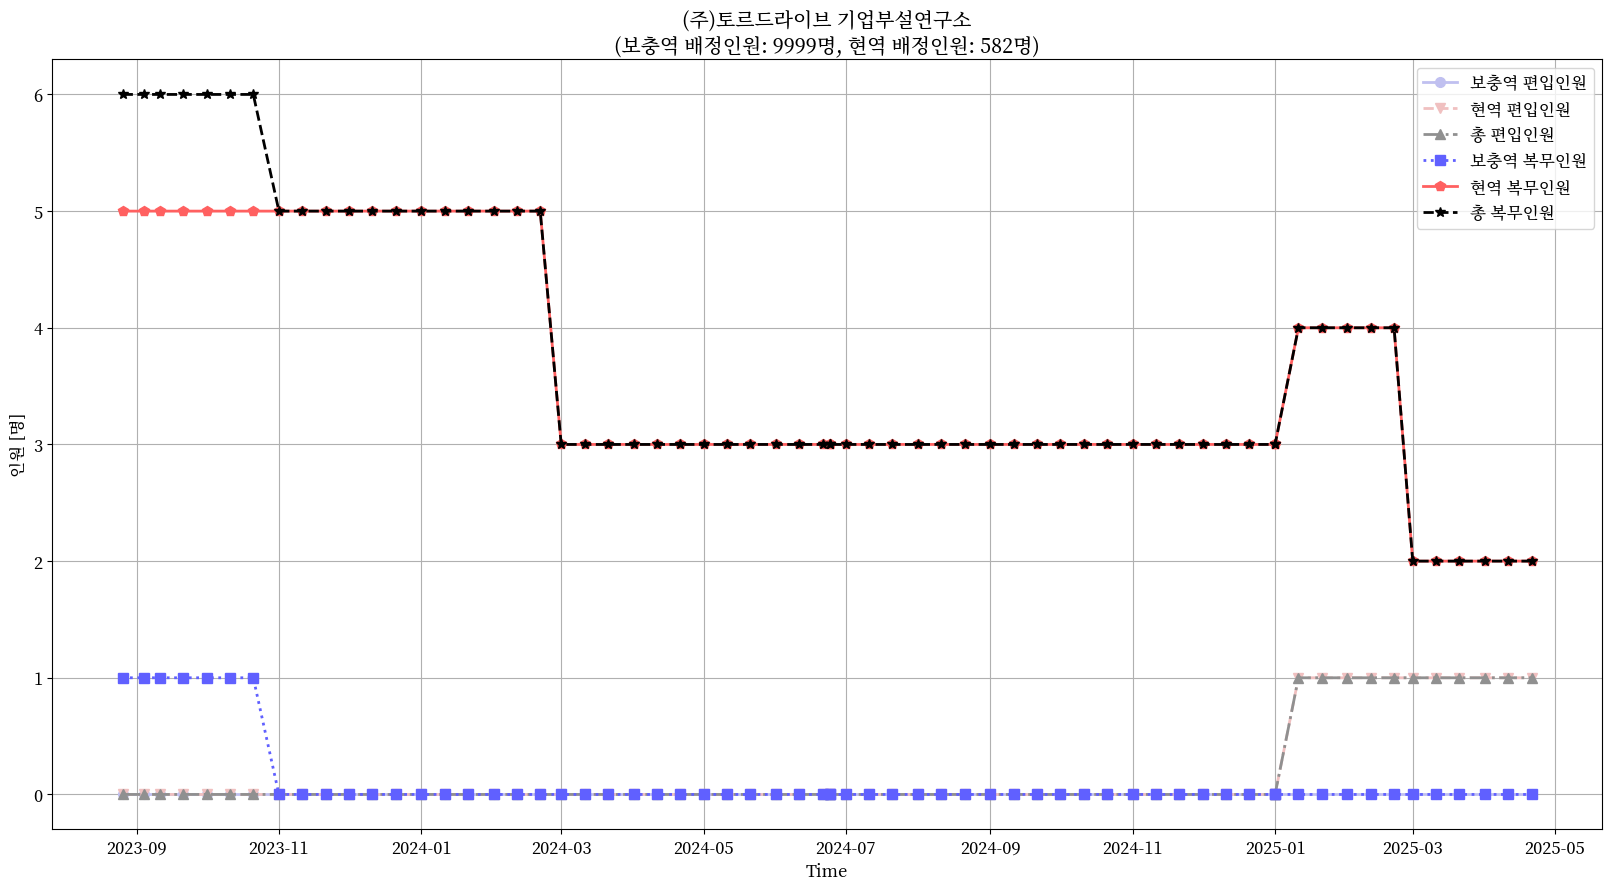 (주)토르드라이브 기업부설연구소
(보충역 배정인원: 9999명, 현역 배정인원: 582명)
보충역 편입인원
현역 편입인원
총 편입인원
보충역 복무인원
현역 복무인원
총 복무인원
인원 [명]
6
5
4
3
2
1
0
2023-09
2023-11
2024-01
2024-03
2024-05
2024-07
2024-09
2024-11
2025-01
2025-03
2025-05
Time